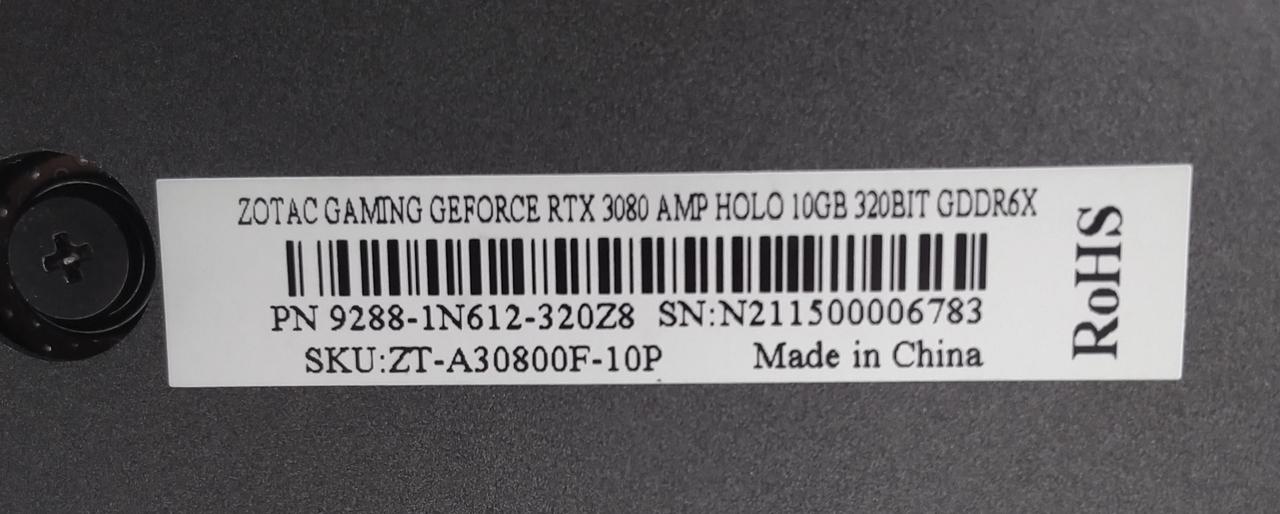 ZOTAC GAMING GEFORCE RTX 3080 AMP HOLO 10GB 320BIT GDDR6X
PN 9288-1N612-320Z8 SN:N211500006783
SKU:ZT-A30800F-10P Made in China
RoHS